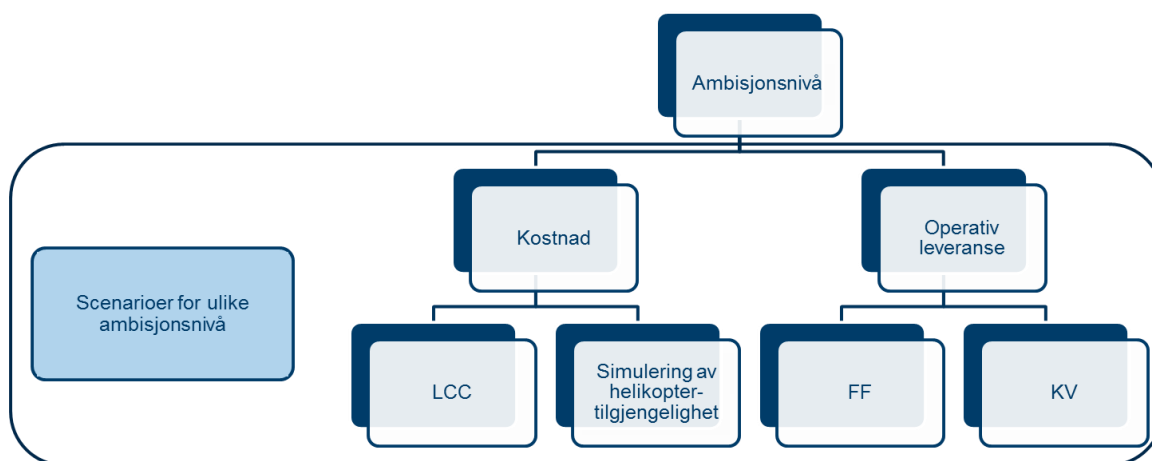 Ambisjonsnivå
Kostnad
Operativ
leveranse
Scenarioer for ulike
ambisjonsnivå
LCC
Simulering av
helikopter-
tilgjengelighet
FF
KV